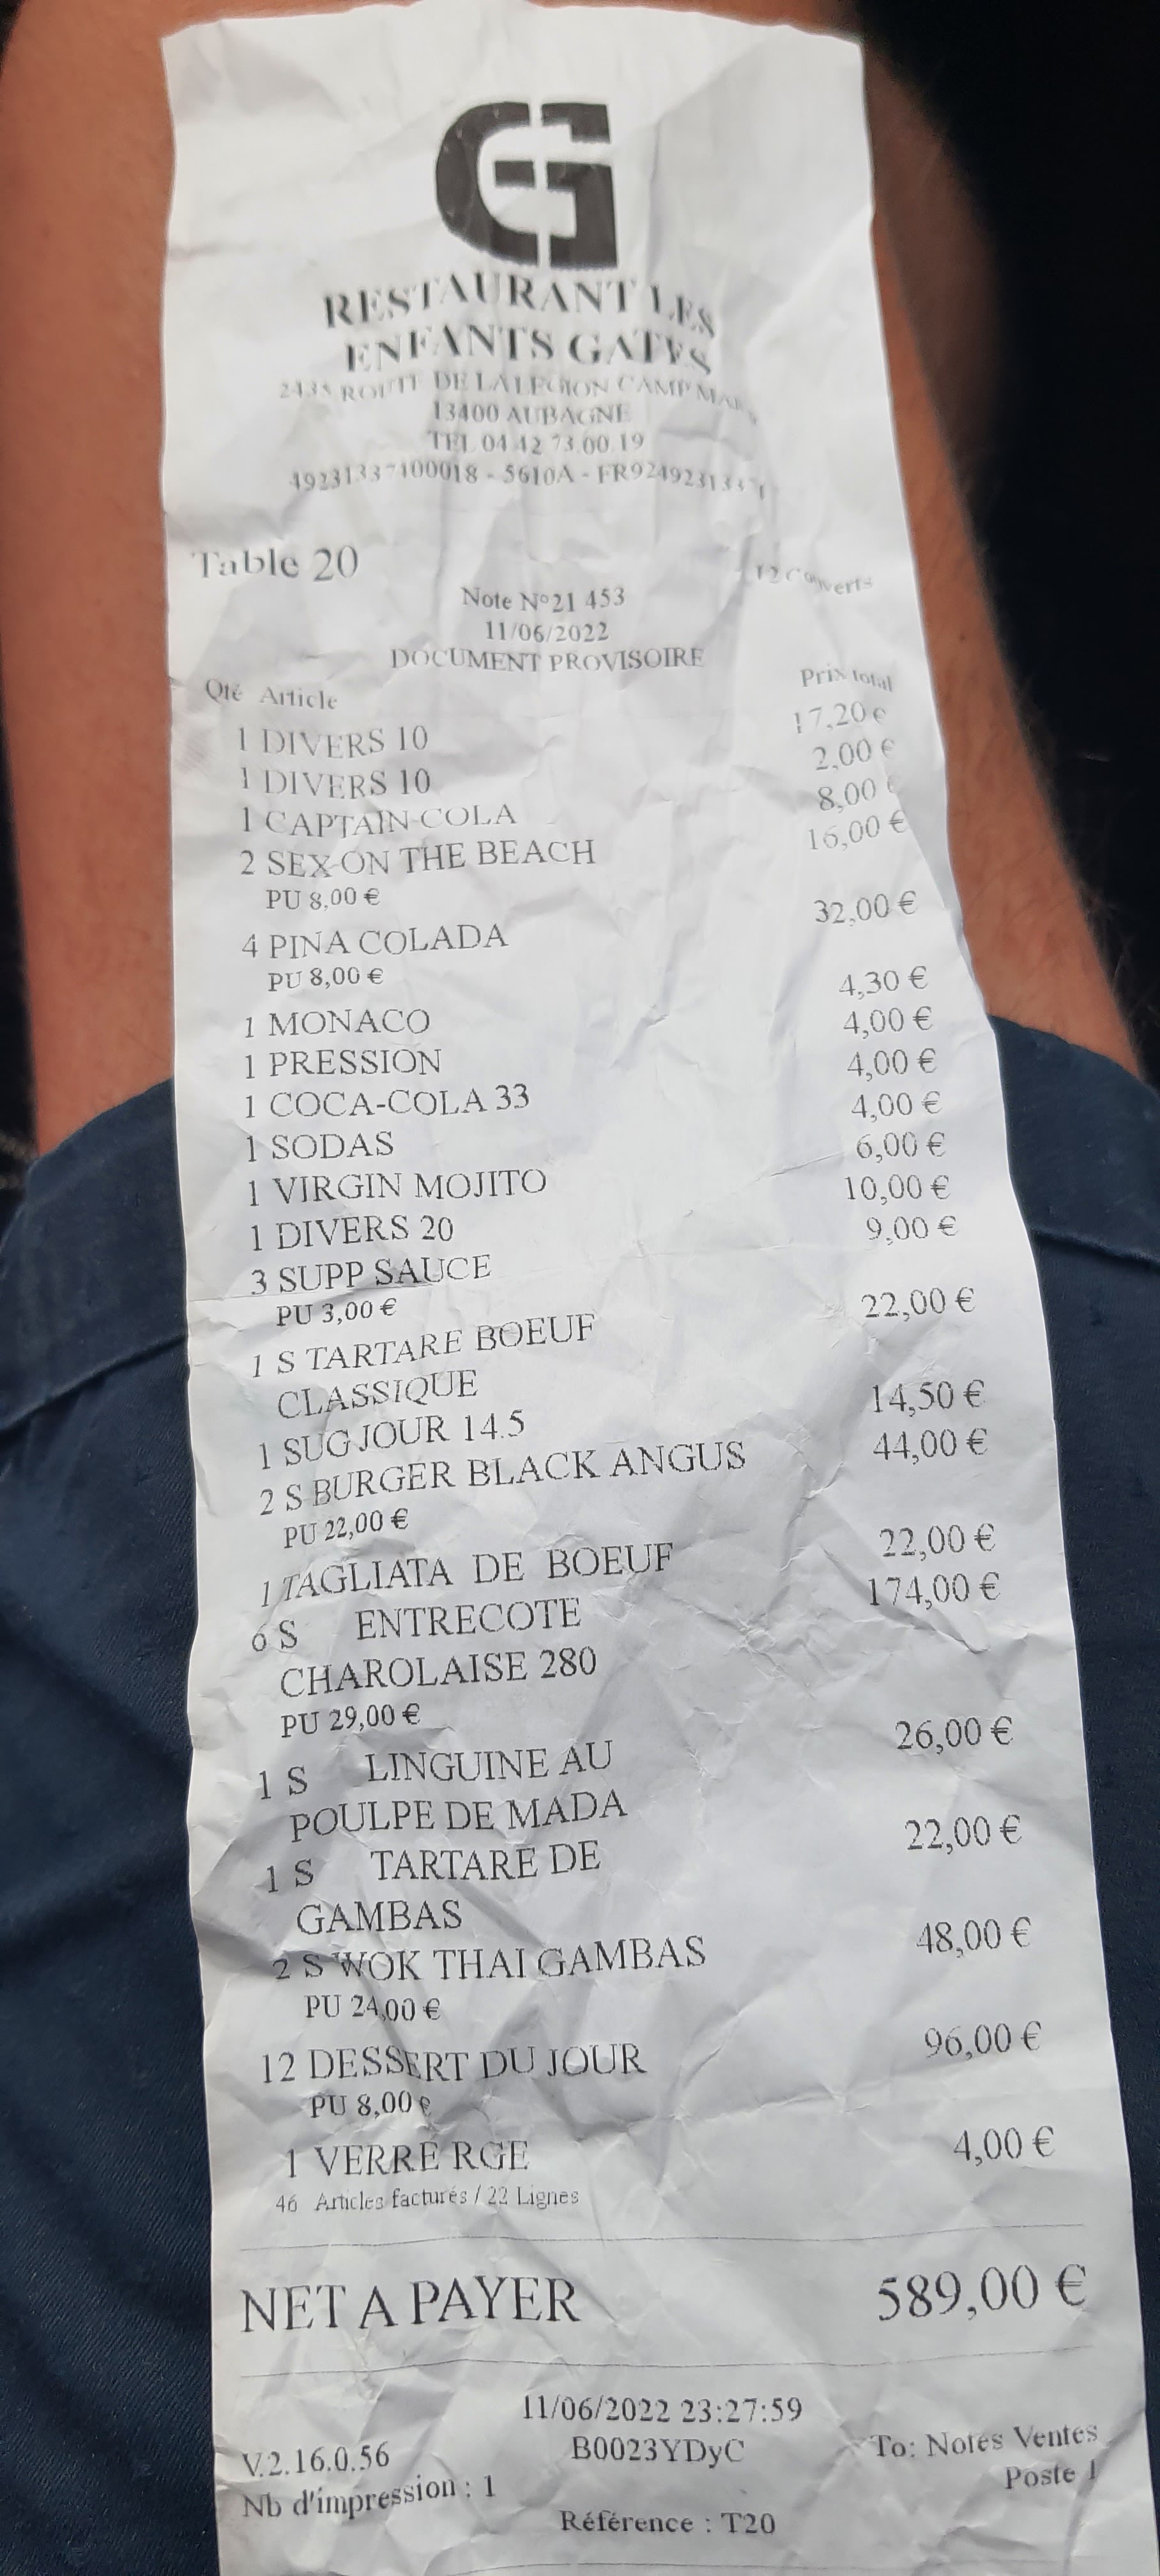 G
RESTAURANT LES
ENFANTS GATES
2438 ROUTE DE LA LEGION CAMP
13400 AUBAGNE
TEL 04 42 73 00 19
49231337100018 - 5610A -
Table 20 12 Couverts
Note N°21 453
11/06/2022
DOCUMENT PROVISOIRE
Qté Article Prix total
1 DIVERS 10 17,20 €
1 DIVERS 10 2,00 €
1 CAPTAIN-COLA 8,00 €
2 SEX ON THE BEACH 16,00 €
PU 8,00 €
4 PINA COLADA 32,00 €
PU 8,00 €
1 MONACO 4,30 €
1 PRESSION 4,00 €
1 COCA-COLA 33 4,00 €
1 SODAS 4,00 €
1 VIRGIN MOJITO 6,00 €
1 DIVERS 20 10,00 €
3 SUPP SAUCE 9,00 €
PU 3,00 €
1 S TARTARE BOEUF 22,00 €
CLASSIQUE
1 SUG JOUR 14.5 14,50 €
2 S BURGER BLACK ANGUS 44,00 €
PU 22,00 €
1 TAGLIATA DE BOEUF 22,00 €
6 S ENTRECOTE 174,00 €
CHAROLAISE 280
PU 29,00 €
1 S LINGUINE AU 26,00 €
POULPE DE MADA
1 S TARTARE DE 22,00 €
GAMBAS
2 S WOK THAI GAMBAS 48,00 €
PU 24,00 €
12 DESSERT DU JOUR 96,00 €
PU 8,00 €
1 VERRE RGE 4,00 €
46 Articles facturés / 22 Lignes
NET A PAYER 589,00 €
11/06/2022 23:27:59
V.2.16.0.56 B0023YDyC To: Notes Ventes
Nb d'impression : 1 Poste 1
Référence : T20